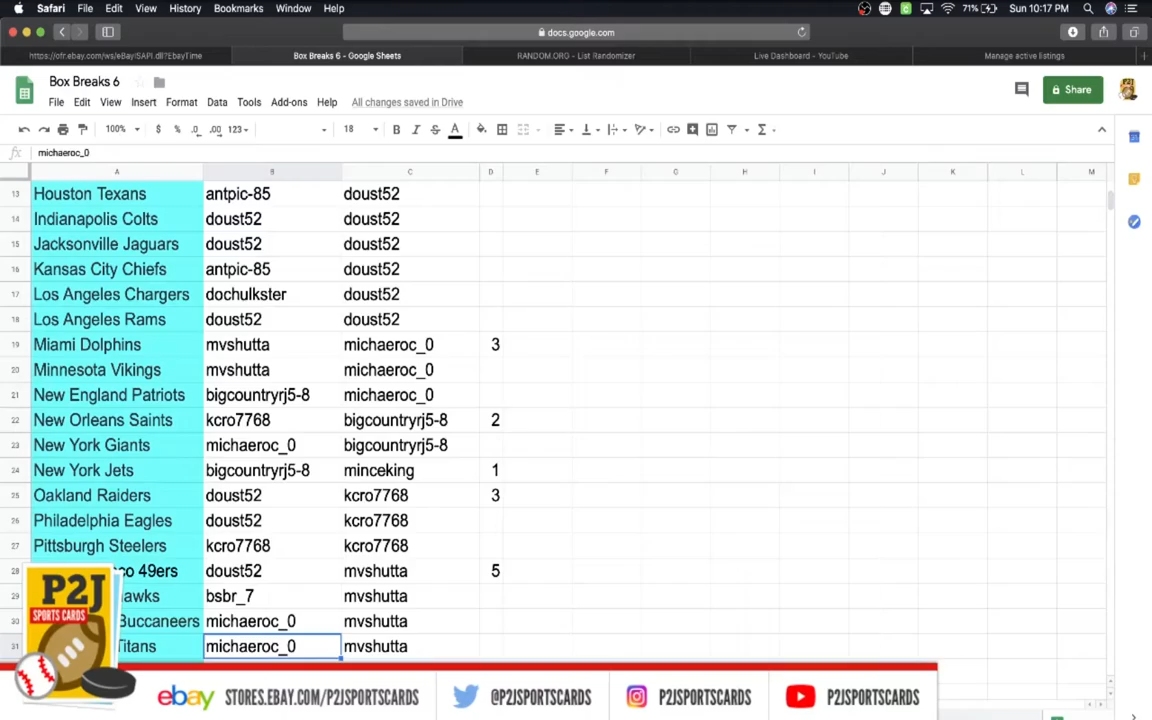 Safari File Edit View History Bookmarks Window Help 71% Sun 10:17 PM
docs.google.com
https://ofr.ebay.com/ws/eBayISAPI.dll?EbayTime Box Breaks 6 - Google Sheets RANDOM.ORG - List Randomizer Live Dashboard - YouTube Manage active listings
Box Breaks 6
File Edit View Insert Format Data Tools Add-ons Help All changes saved in Drive Share
100% $ % .0 .00 123 18 B I S A
fx michaeroc_0
A B C D E F G H I J K L M
13 Houston Texans antpic-85 doust52
14 Indianapolis Colts doust52 doust52
15 Jacksonville Jaguars doust52 doust52
16 Kansas City Chiefs antpic-85 doust52
17 Los Angeles Chargers dochulkster doust52
18 Los Angeles Rams doust52 doust52
19 Miami Dolphins mvshutta michaeroc_0 3
20 Minnesota Vikings mvshutta michaeroc_0
21 New England Patriots bigcountryrj5-8 michaeroc_0
22 New Orleans Saints kcro7768 bigcountryrj5-8 2
23 New York Giants michaeroc_0 bigcountryrj5-8
24 New York Jets bigcountryrj5-8 minceking 1
25 Oakland Raiders doust52 kcro7768 3
26 Philadelphia Eagles doust52 kcro7768
27 Pittsburgh Steelers kcro7768 kcro7768
28 co 49ers doust52 mvshutta 5
29 awks bsbr_7 mvshutta
30 Buccaneers michaeroc_0 mvshutta
31 Titans michaeroc_0 mvshutta
P2J
SPORTS CARDS
ebay STORES.EBAY.COM/P2JSPORTSCARDS @P2JSPORTSCARDS P2JSPORTSCARDS P2JSPORTSCARDS